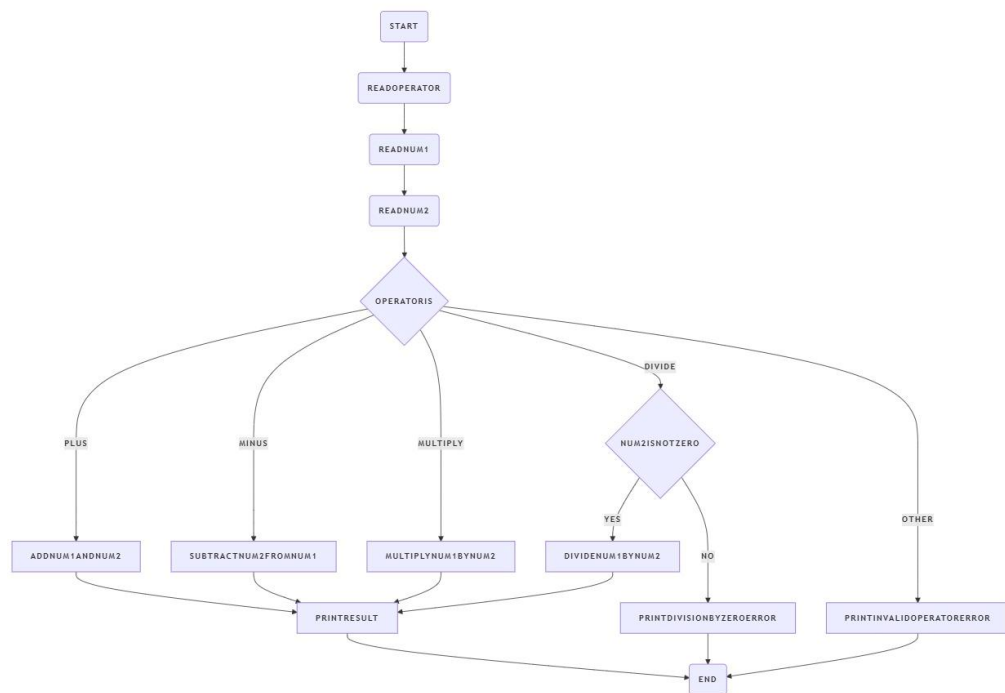 START
READOPERATOR
READNUM1
READNUM2
OPERATORIS
DIVIDE
PLUS
MINUS
MULTIPLY
NUM2ISNOTZERO
YES
OTHER
ADDNUM1ANDNUM2
SUBTRACTNUM2FROMNUM1
MULTIPLYNUM1BYNUM2
DIVIDENUM1BYNUM2
NO
PRINTRESULT
PRINTDIVISIONBYZEROERROR
PRINTINVALIDOPERATORERROR
END